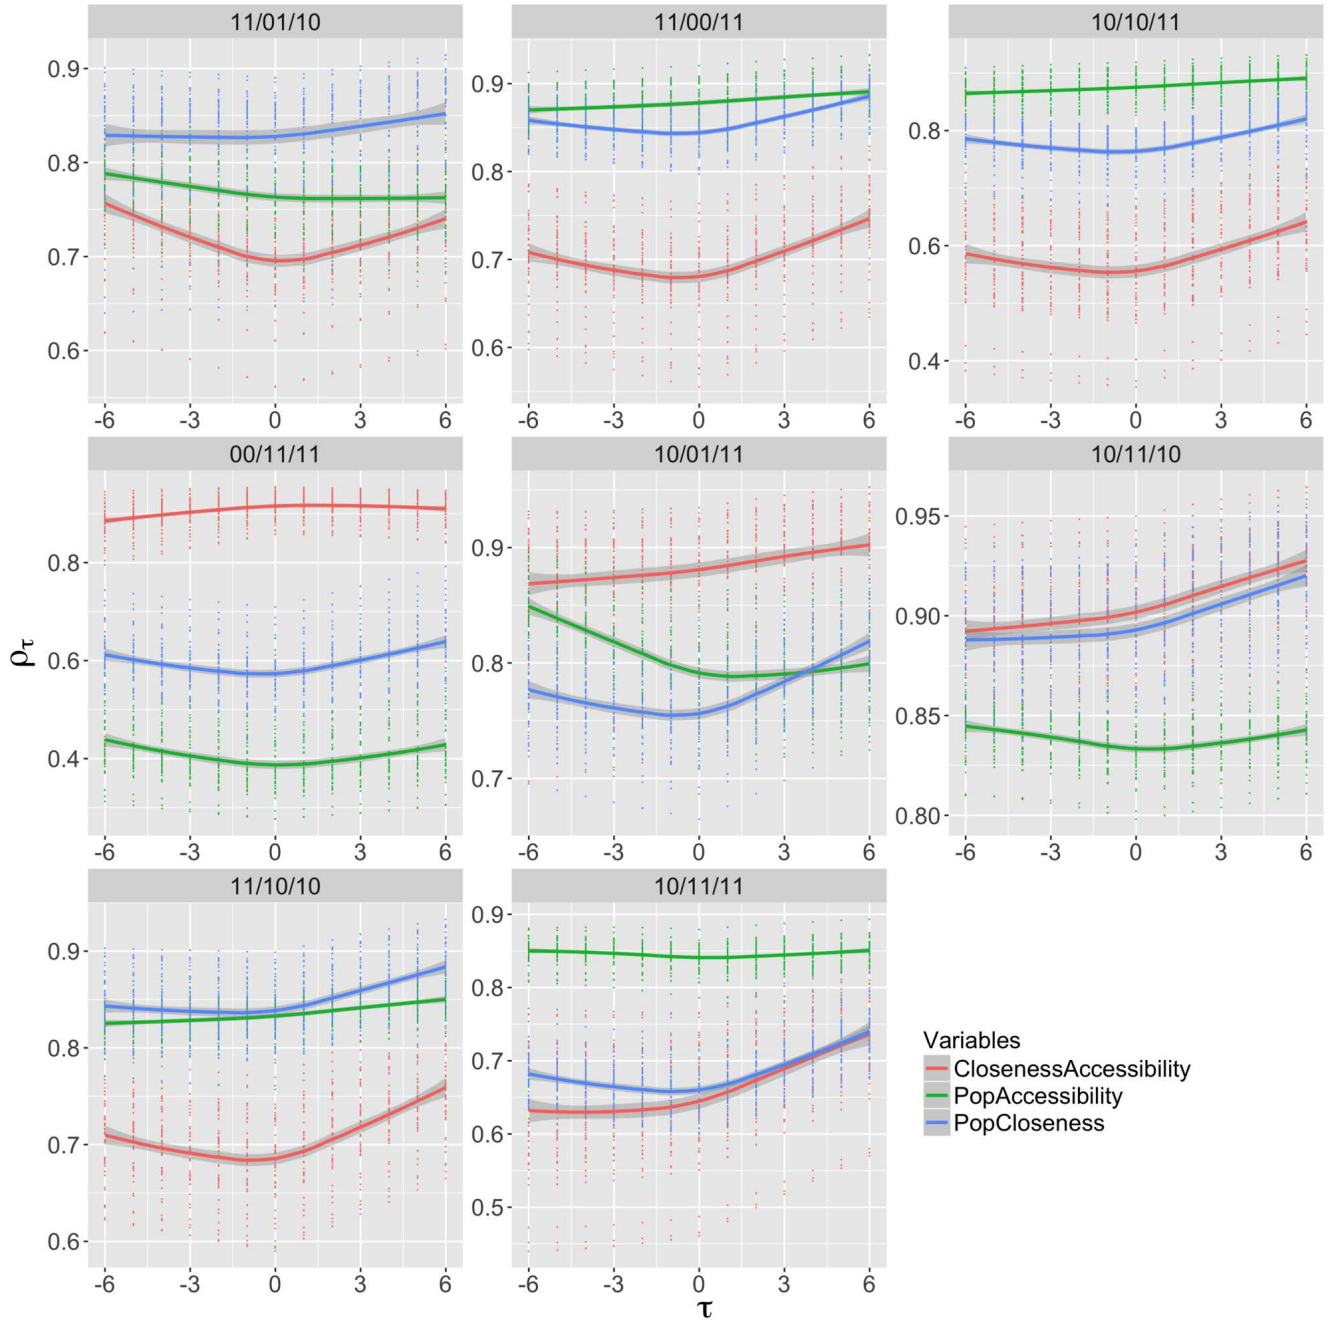 11/01/10
11/00/11
10/10/11
0.9
0.8
0.7
0.6
-6 -3 0 3 6
0.9
0.8
0.7
0.6
-6 -3 0 3 6
0.8
0.6
0.4
-6 -3 0 3 6
00/11/11
10/01/11
10/11/10
0.8
0.6
0.4
-6 -3 0 3 6
0.9
0.8
0.7
-6 -3 0 3 6
0.95
0.90
0.85
0.80
-6 -3 0 3 6
ρτ
11/10/10
10/11/11
0.9
0.8
0.7
0.6
-6 -3 0 3 6
0.9
0.8
0.7
0.6
0.5
-6 -3 0 3 6
τ
Variables
ClosenessAccessibility
PopAccessibility
PopCloseness